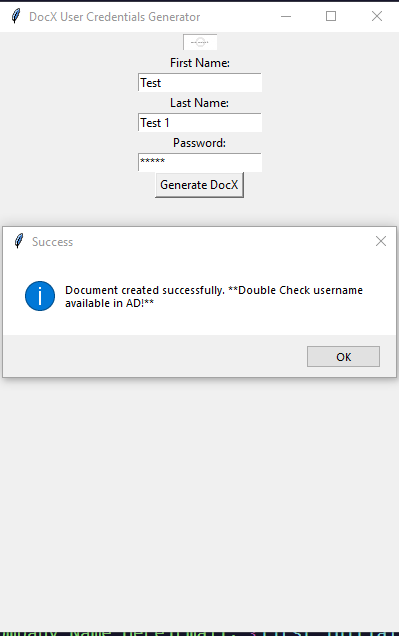 DocX User Credentials Generator
First Name:
Test
Last Name:
Test 1
Password:
*****
Generate DocX
Success
Document created successfully. **Double Check username
available in AD!**
OK